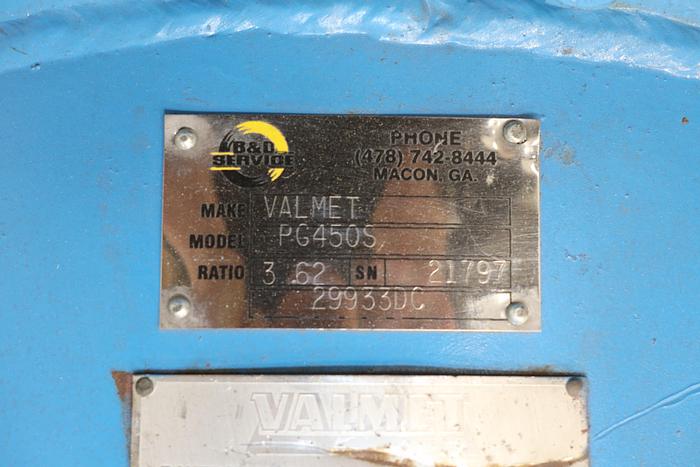 B&D
SERVICE
PHONE
(478) 742-8444
MACON, GA.
MAKE VALMET
MODEL PG450S
RATIO 3 62 SN 21797
29933DC
VALMET